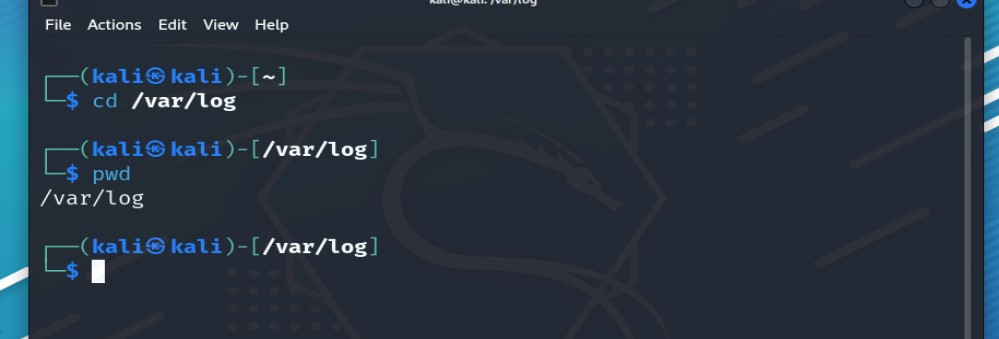 kali@kali: /var/log
File Actions Edit View Help
┌──(kali㉿kali)-[~]
└─$ cd /var/log
┌──(kali㉿kali)-[/var/log]
└─$ pwd
/var/log
┌──(kali㉿kali)-[/var/log]
└─$